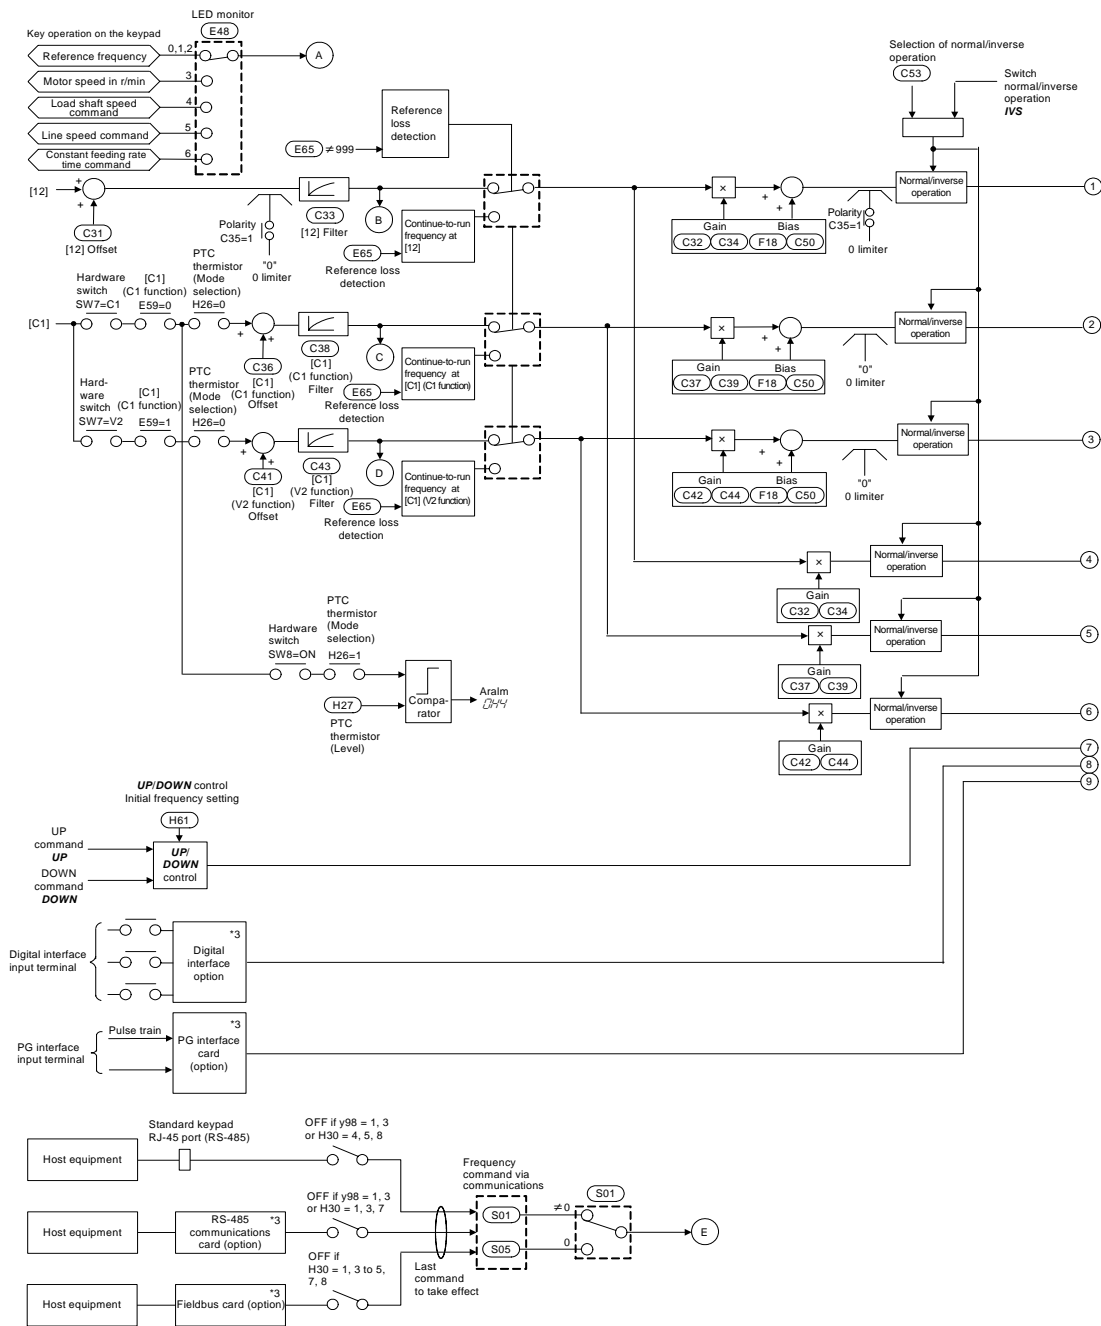 LED monitor
E48
Key operation on the keypad
Reference frequency
0,1,2
A
Motor speed in r/min
3
Load shaft speed
command
4
Line speed command
5
Constant feeding rate
time command
6
Reference
loss
detection
E65 ≠999
Selection of normal/inverse
operation
C53
Switch
normal/inverse
operation
IVS
[12]
+
+
C31
[12] Offset
Polarity
C35=1
"0"
0 limiter
C33
[12] Filter
B
E65
Reference loss
detection
Continue-to-run
frequency at
[12]
×
Gain
C32 C34
+
+
Bias
F18 C50
Polarity
C35=1
0 limiter
Normal/inverse
operation
1
[C1]
Hardware
switch
SW7=C1
[C1]
(C1 function)
E59=0
PTC
thermistor
(Mode
selection)
H26=0
+
+
C36
[C1]
(C1 function)
Offset
C38
[C1]
(C1 function)
Filter
C
E65
Reference loss
detection
Continue-to-run
frequency
at [C1] (C1 function)
×
Gain
C37 C39
+
+
Bias
F18 C50
"0"
0 limiter
Normal/inverse
operation
2
Hard-
ware
switch
SW7=V2
[C1]
(C1 function)
E59=1
PTC
thermistor
(Mode
selection)
H26=0
+
+
C41
[C1]
(V2 function)
Offset
C43
[C1]
(V2 function)
Filter
D
E65
Reference loss
detection
Continue-to-run
frequency at
[C1] (V2 function)
×
Gain
C42 C44
+
+
Bias
F18 C50
"0"
0 limiter
Normal/inverse
operation
3
×
Gain
C32 C34
Normal/inverse
operation
4
×
Gain
C37 C39
Normal/inverse
operation
5
×
Gain
C42 C44
Normal/inverse
operation
6
Hardware
switch
SW8=ON
PTC
thermistor
(Mode
selection)
H26=1
H27
PTC
thermistor
(Level)
Compa-
rator
Aralm
OH4
7
8
9
UP/DOWN control
Initial frequency setting
H61
UP
command
UP
DOWN
command
DOWN
UP/
DOWN
control
Digital interface
input terminal
*3
Digital
interface
option
PG interface
input terminal
Pulse train
*3
PG interface
card
(option)
Standard keypad
RJ-45 port (RS-485)
Host equipment
OFF if y98 = 1, 3
or H30 = 4, 5, 8
Host equipment
RS-485 *3
communications
card (option)
OFF if y98 = 1, 3
or H30 = 1, 3, 7
Host equipment
*3
Fieldbus card (option)
OFF if
H30 = 1, 3 to 5,
7, 8
Last
command
to take effect
Frequency
command via
communications
S01
S05
≠0
0
S01
E